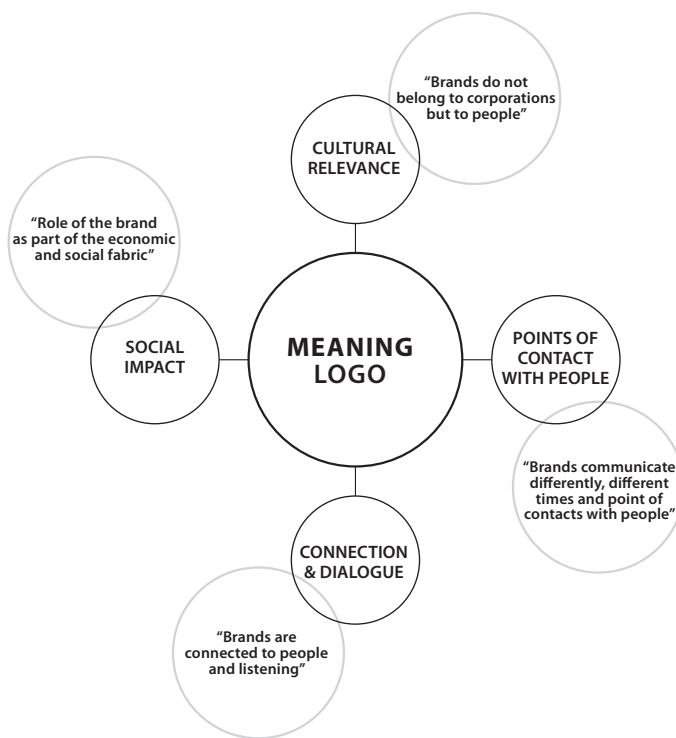 “Brands do not
belong to corporations
but to people”
CULTURAL
RELEVANCE
“Role of the brand
as part of the economic
and social fabric”
SOCIAL
IMPACT
MEANING
LOGO
POINTS OF
CONTACT
WITH PEOPLE
“Brands communicate
differently, different
times and point of
contacts with people”
CONNECTION
& DIALOGUE
“Brands are
connected to people
and listening”